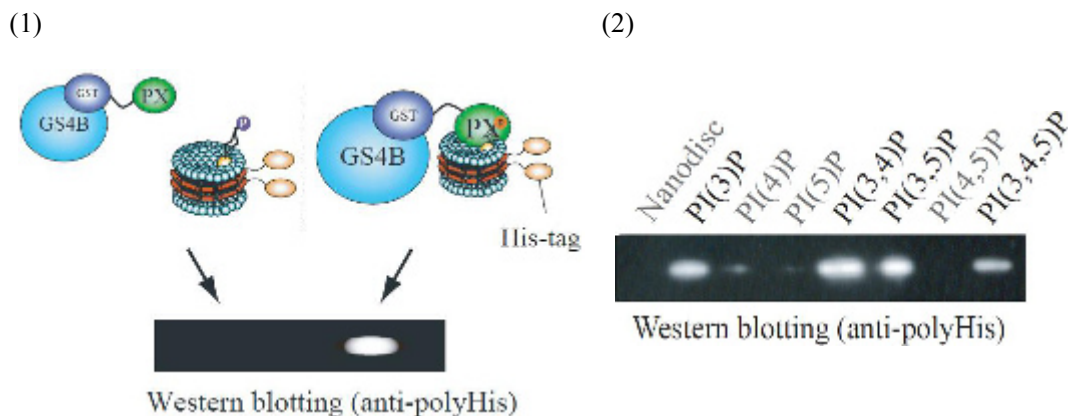 (1)
GST
PX
GS4B
P
GST
PX
P
GS4B
His-tag
Western blotting (anti-polyHis)
(2)
Nanodisc
PI(3)P
PI(4)P
PI(5)P
PI(3,4)P
PI(3,5)P
PI(4,5)P
PI(3,4,5)P
Western blotting (anti-polyHis)